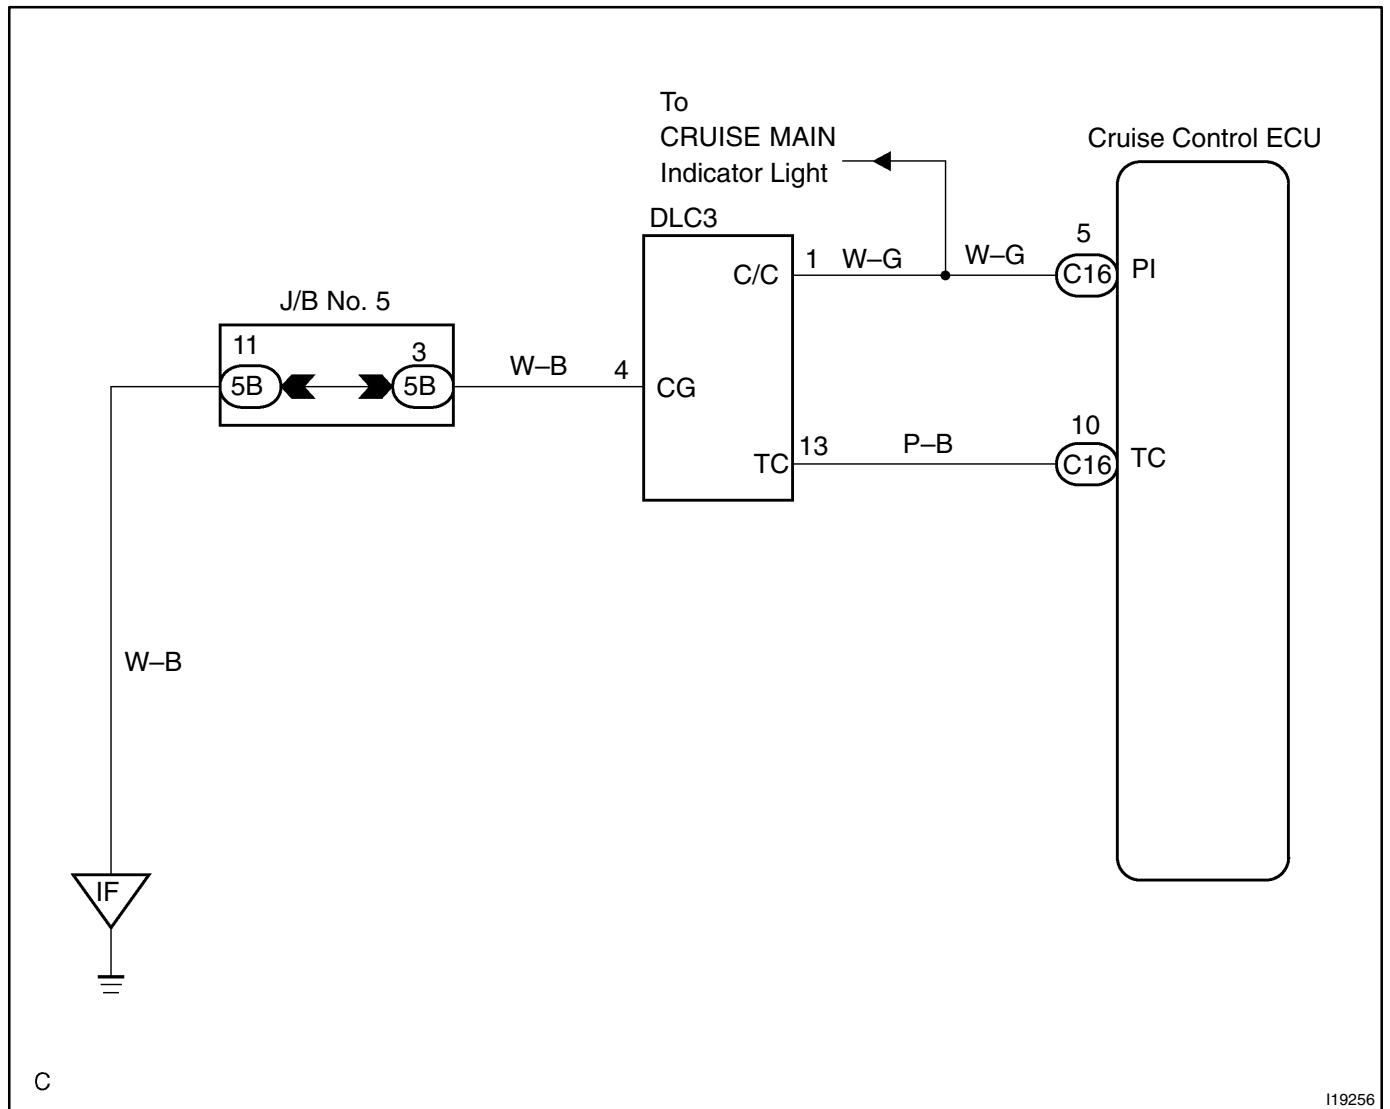 To
CRUISE MAIN
Indicator Light
Cruise Control ECU
DLC3
5
1
W–G
W–G
C/C
C16
PI
J/B No. 5
11
3
W–B
4
5B
5B
CG
10
13
P–B
TC
C16
TC
W–B
IF
C
I19256